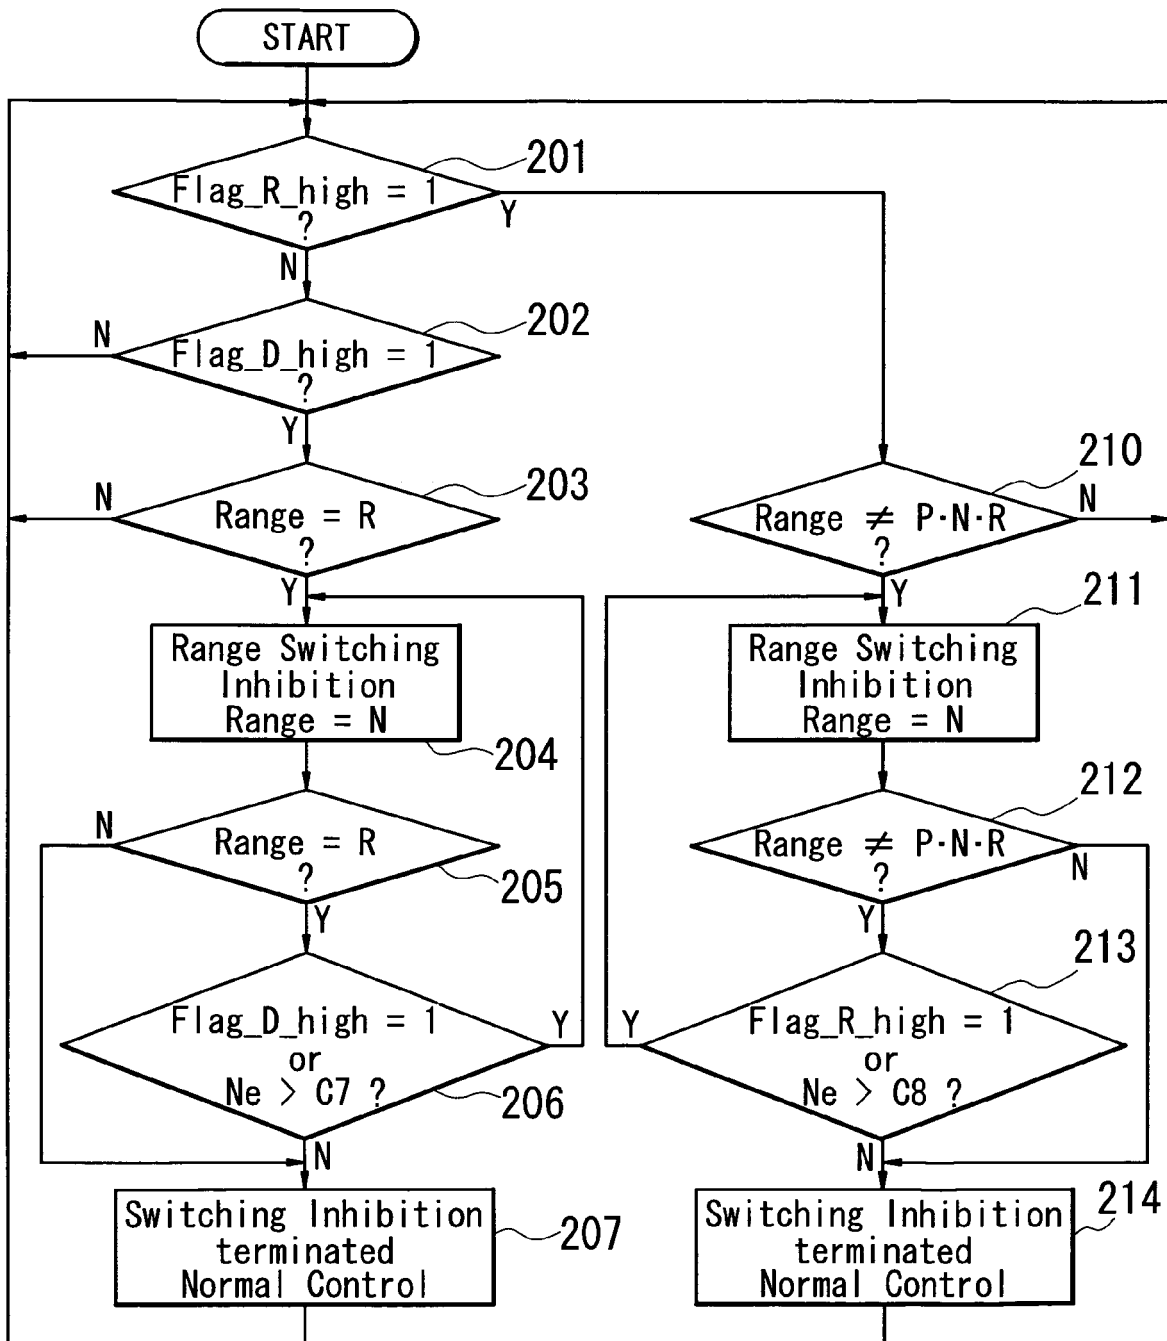 START
201
Flag_R_high = 1
?
Y
N
202
N
Flag_D_high = 1
?
Y
203
N
Range = R
?
Y
210
Range ≠ P·N·R
?
N
Y
Range Switching
Inhibition
Range = N
204
211
Range Switching
Inhibition
Range = N
N
Range = R
?
205
Y
212
Range ≠ P·N·R
?
N
Y
Flag_D_high = 1
or
Ne > C7 ?
Y
206
N
213
Y
Flag_R_high = 1
or
Ne > C8 ?
N
Switching Inhibition
terminated
Normal Control
207
Switching Inhibition
terminated
Normal Control
214